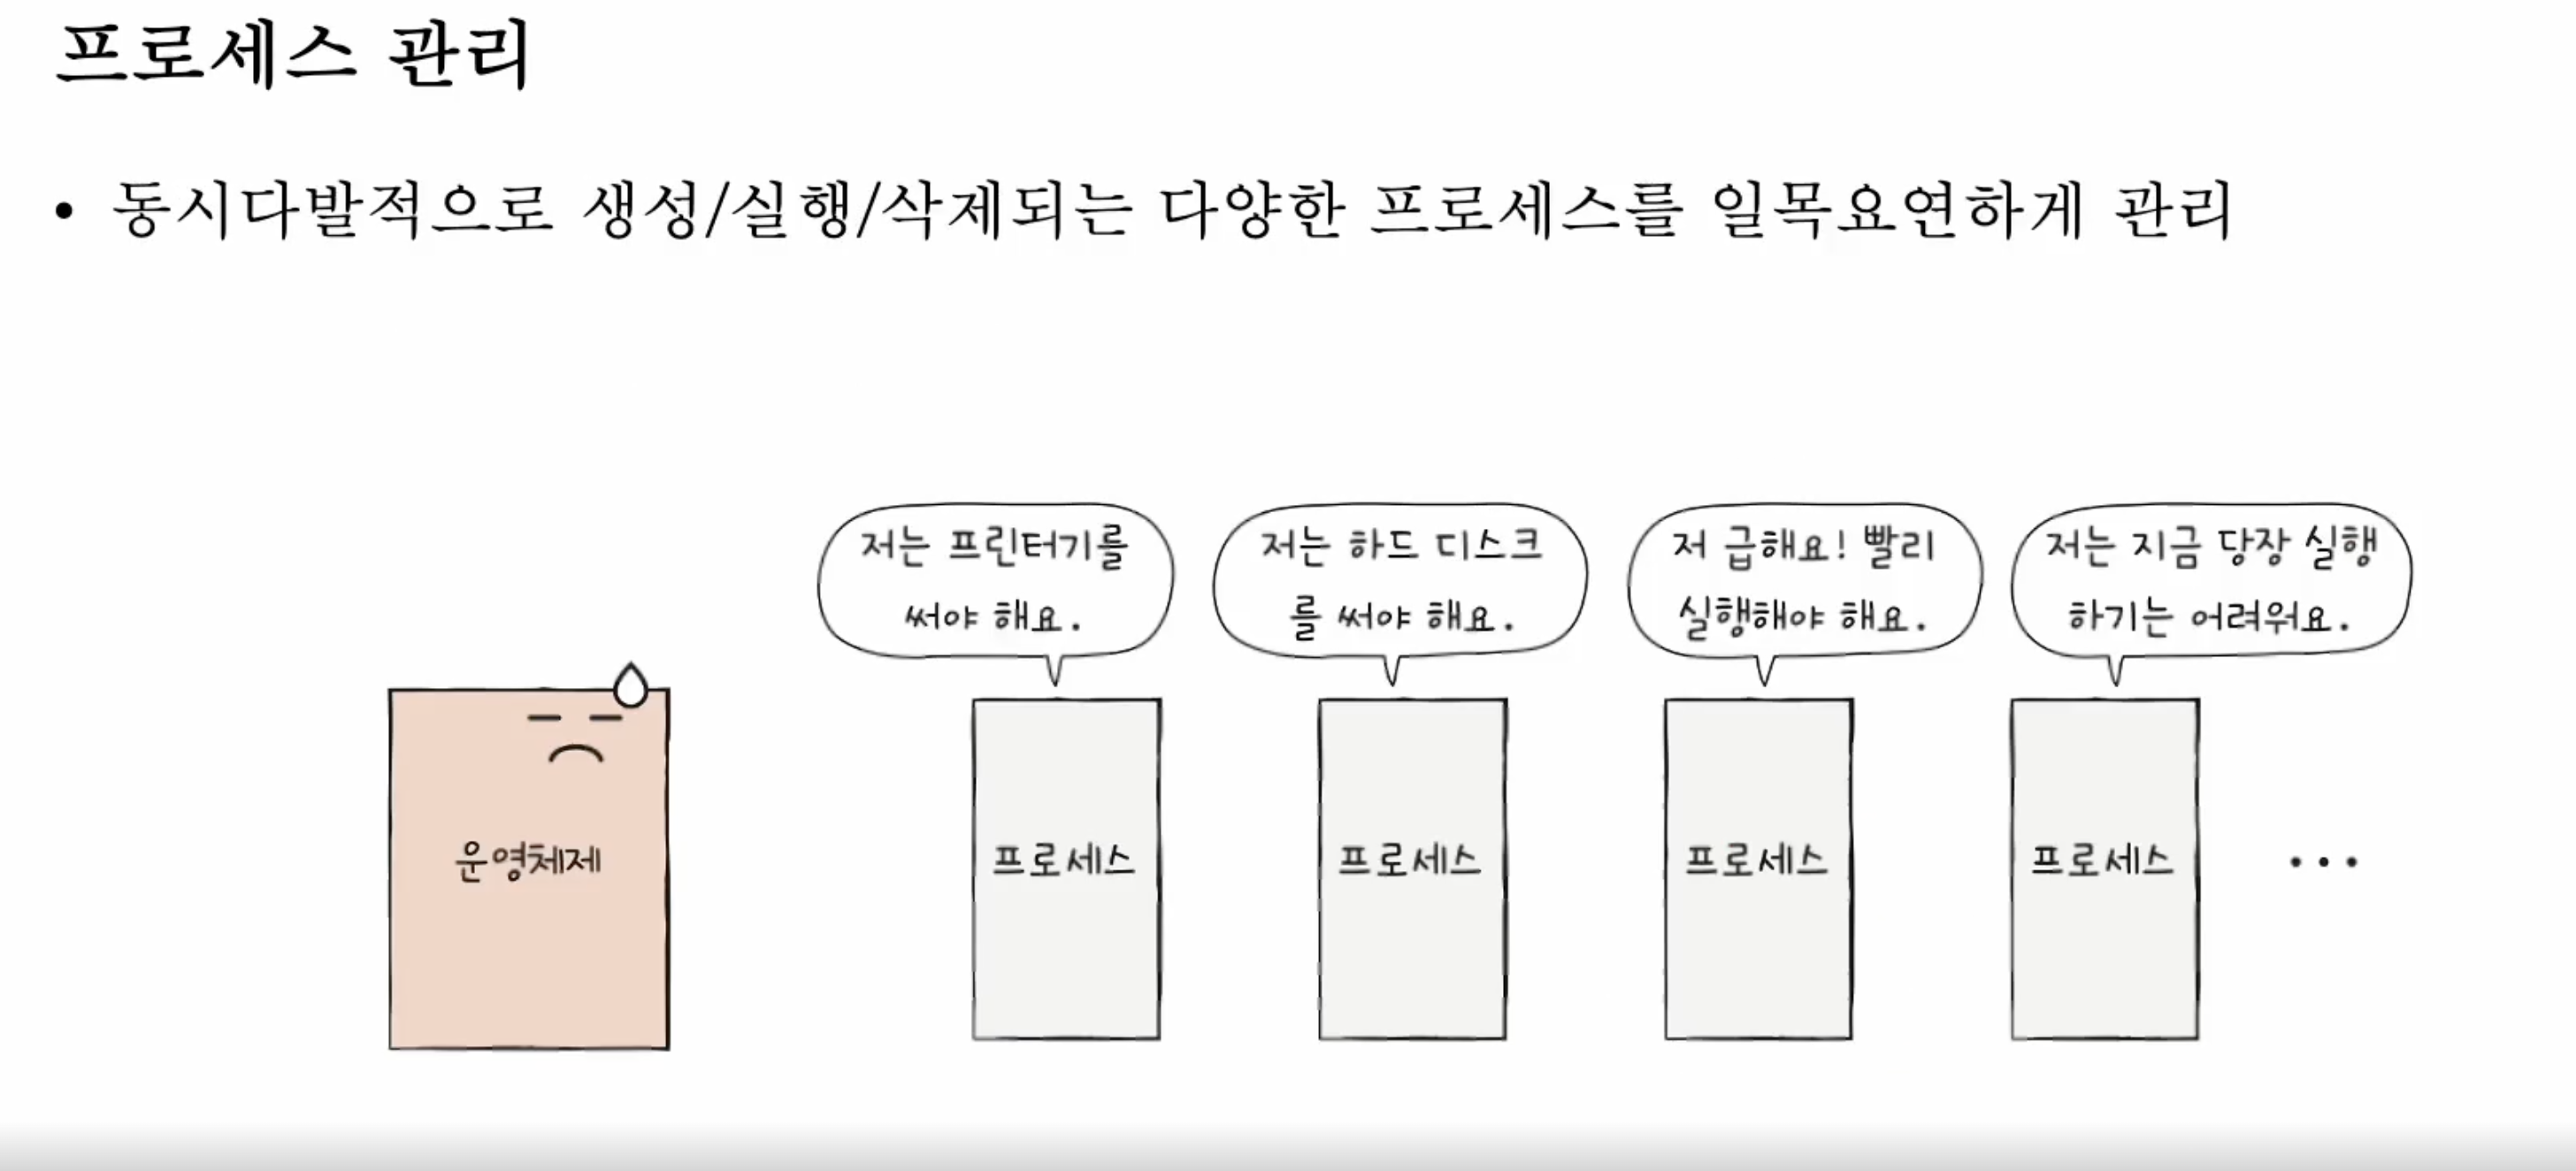 프로세스 관리
• 동시다발적으로 생성/실행/삭제되는 다양한 프로세스를 일목요연하게 관리
저는 프린터기를
써야 해요.
저는 하드 디스크
를 써야 해요.
저 급해요! 빨리
실행해야 해요.
저는 지금 당장 실행
하기는 어려워요.
운영체제
프로세스
프로세스
프로세스
프로세스
...